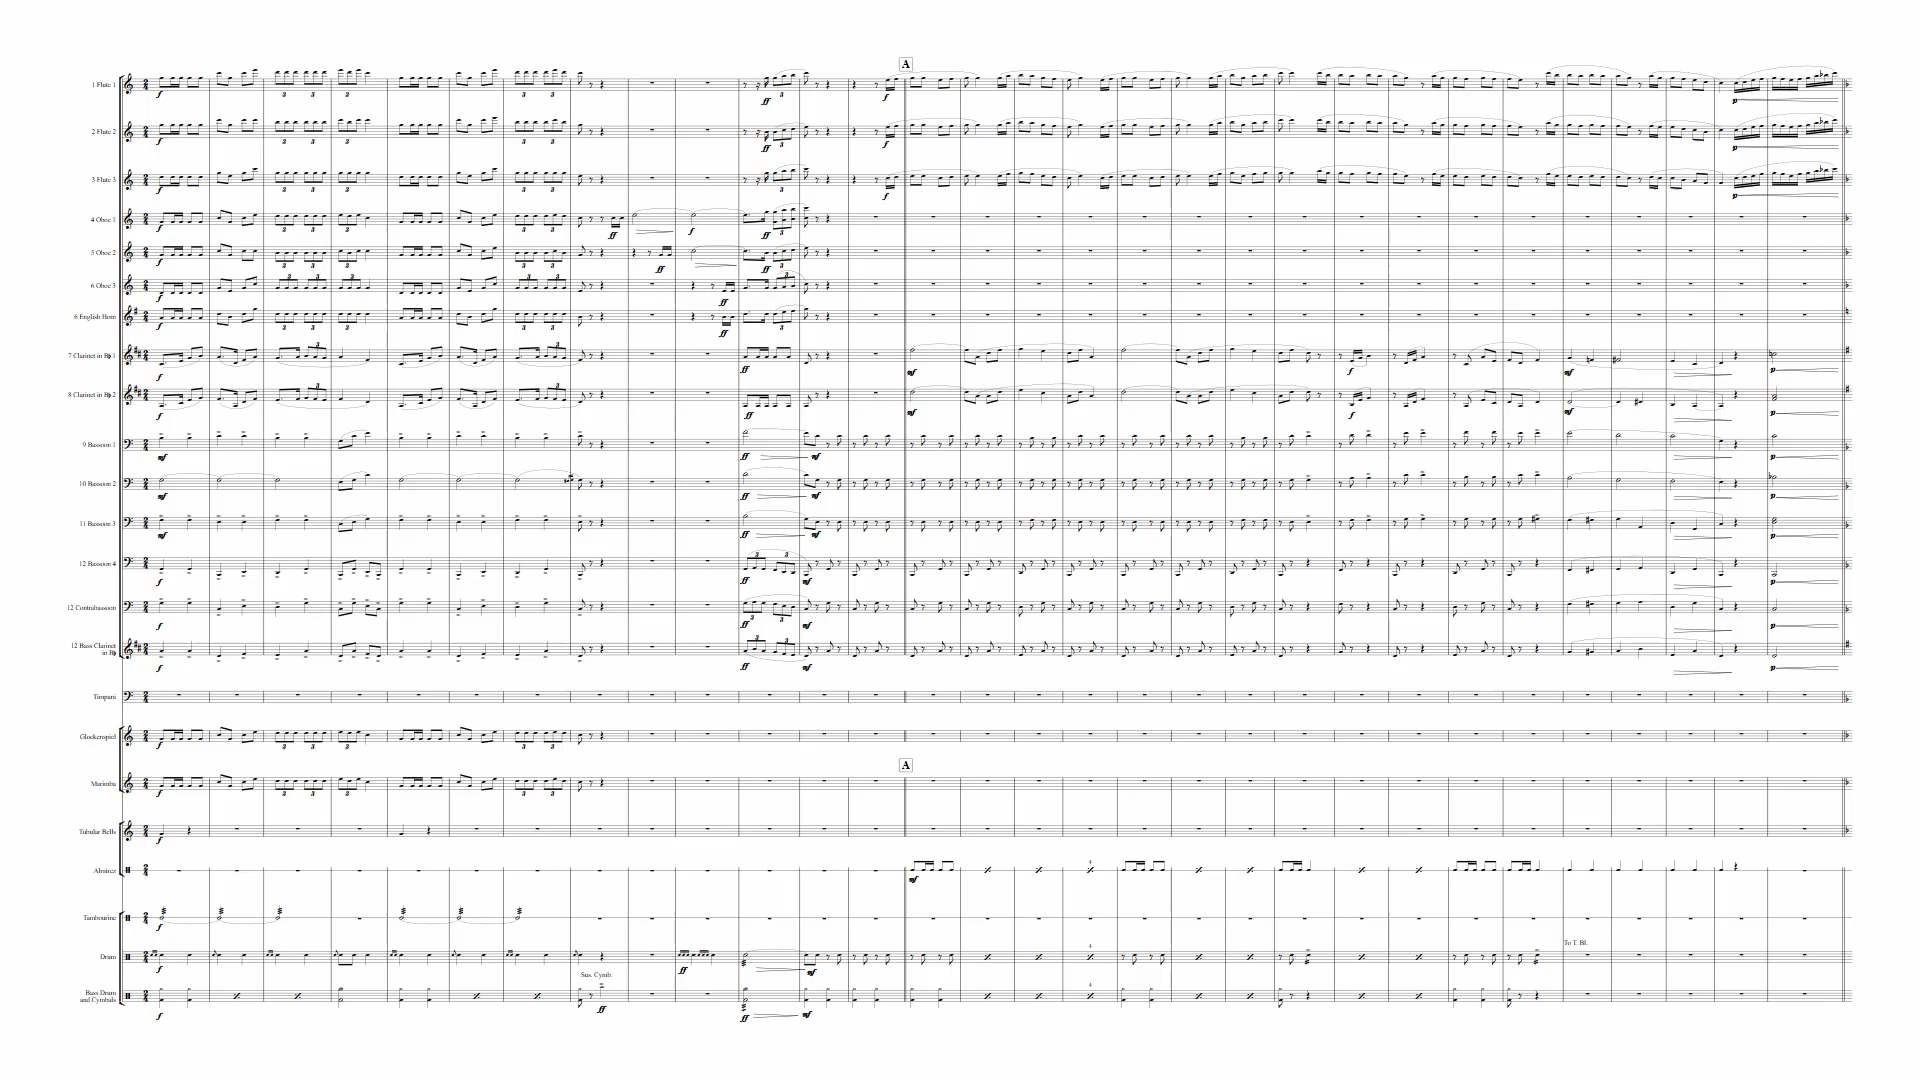 A
1 Flute 1
2 Flute 2
3 Flute 3
4 Oboe 1
5 Oboe 2
6 Oboe 3
6 English Horn
7 Clarinet in B♭ 1
8 Clarinet in B♭ 2
9 Bassoon 1
10 Bassoon 2
11 Bassoon 3
12 Bassoon 4
12 Contrabassoon
12 Bass Clarinet
in B♭
Timpani
Glockenspiel
A
Marimba
Tubular Bells
Almirez
Tambourine
To T. Bl.
Drum
Sus. Cymb.
Bass Drum
and Cymbals